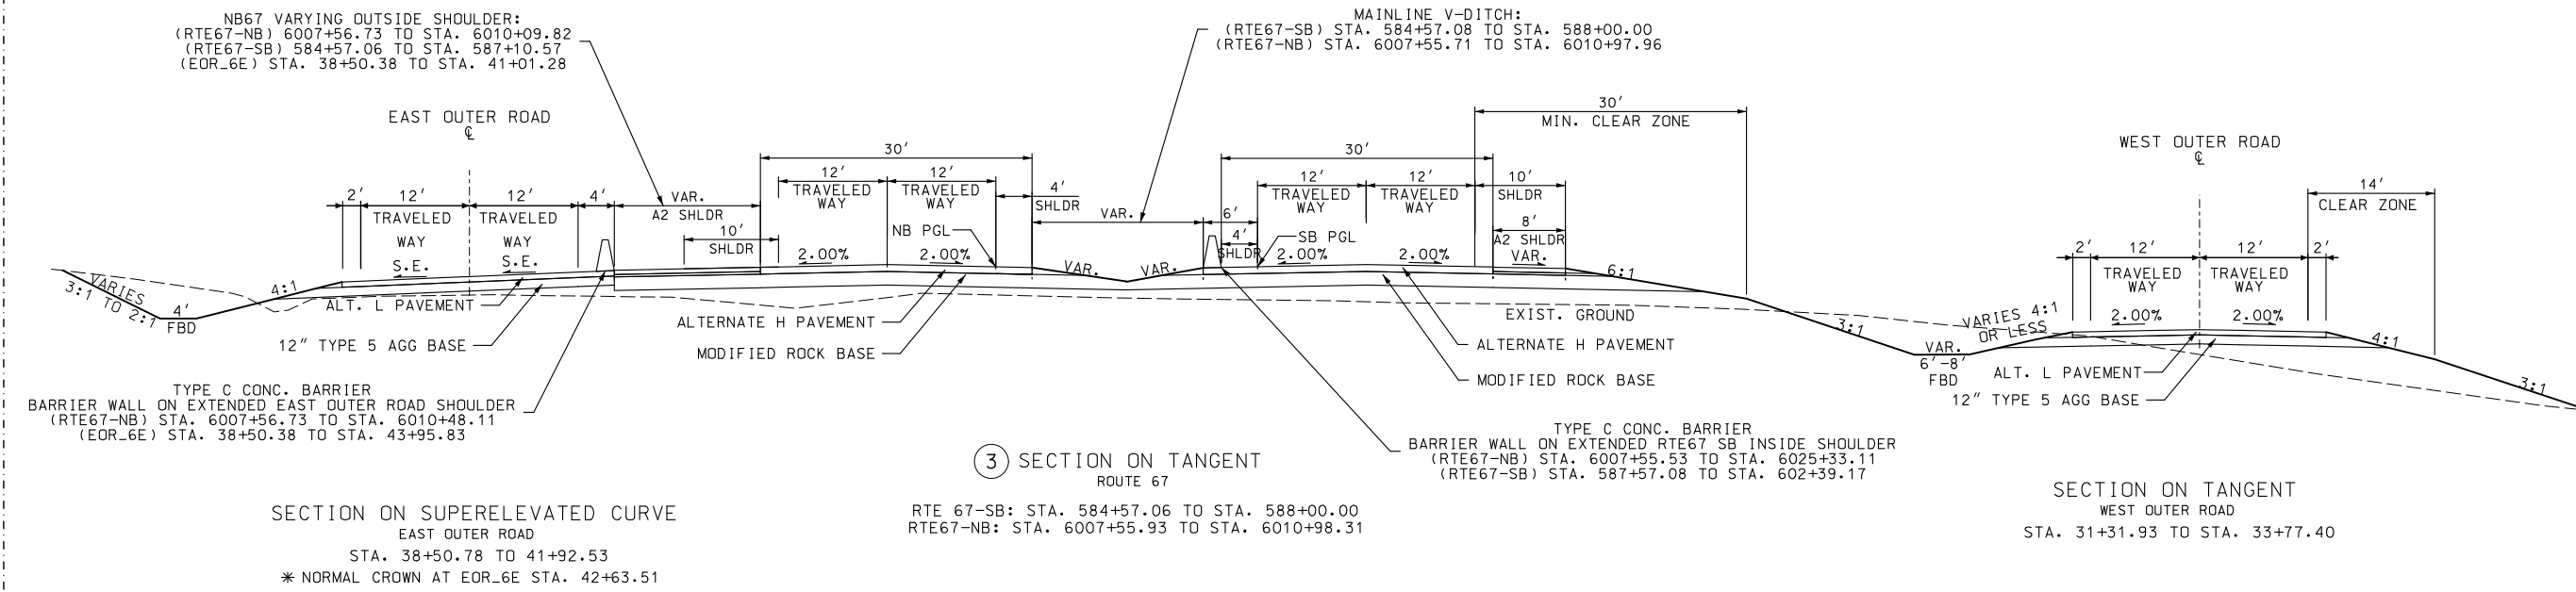 NB67 VARYING OUTSIDE SHOULDER:
(RTE67-NB) 6007+56.73 TO STA. 6010+09.82
(RTE67-SB) 584+57.06 TO STA. 587+10.57
(EOR_6E) STA. 38+50.38 TO STA. 41+01.28
MAINLINE V-DITCH:
(RTE67-SB) STA. 584+57.08 TO STA. 588+00.00
(RTE67-NB) STA. 6007+55.71 TO STA. 6010+97.96
EAST OUTER ROAD
℄
2' 12' 12' 4' VAR.
TRAVELED WAY
TRAVELED WAY
A2 SHLDR
10'
SHLDR
S.E. S.E.
30'
12' 12' 4'
TRAVELED WAY
TRAVELED WAY
SHLDR
NB PGL
2.00% 2.00%
VAR.
VAR. VAR.
6'
4'
SHLDR
SB PGL
30'
12' 12' 10'
TRAVELED WAY
TRAVELED WAY
SHLDR
8'
A2 SHLDR
VAR.
2.00% 2.00%
30'
MIN. CLEAR ZONE
6:1
3:1
WEST OUTER ROAD
℄
14'
CLEAR ZONE
2' 12' 12' 2'
TRAVELED WAY
TRAVELED WAY
2.00% 2.00%
VARIES 4:1
OR LESS
4:1
3:1
VARIES
3:1 TO 2:1
4'
FBD
4:1
ALT. L PAVEMENT
12" TYPE 5 AGG BASE
ALTERNATE H PAVEMENT
MODIFIED ROCK BASE
EXIST. GROUND
ALTERNATE H PAVEMENT
MODIFIED ROCK BASE
VAR.
6'-8'
FBD
ALT. L PAVEMENT
12" TYPE 5 AGG BASE
TYPE C CONC. BARRIER
BARRIER WALL ON EXTENDED EAST OUTER ROAD SHOULDER
(RTE67-NB) STA. 6007+56.73 TO STA. 6010+48.11
(EOR_6E) STA. 38+50.38 TO STA. 43+95.83
TYPE C CONC. BARRIER
BARRIER WALL ON EXTENDED RTE67 SB INSIDE SHOULDER
(RTE67-NB) STA. 6007+55.53 TO STA. 6025+33.11
(RTE67-SB) STA. 587+57.08 TO STA. 602+39.17
3 SECTION ON TANGENT
ROUTE 67
RTE 67-SB: STA. 584+57.06 TO STA. 588+00.00
RTE67-NB: STA. 6007+55.93 TO STA. 6010+98.31
SECTION ON SUPERELEVATED CURVE
EAST OUTER ROAD
STA. 38+50.78 TO 41+92.53
* NORMAL CROWN AT EOR_6E STA. 42+63.51
SECTION ON TANGENT
WEST OUTER ROAD
STA. 31+31.93 TO STA. 33+77.40